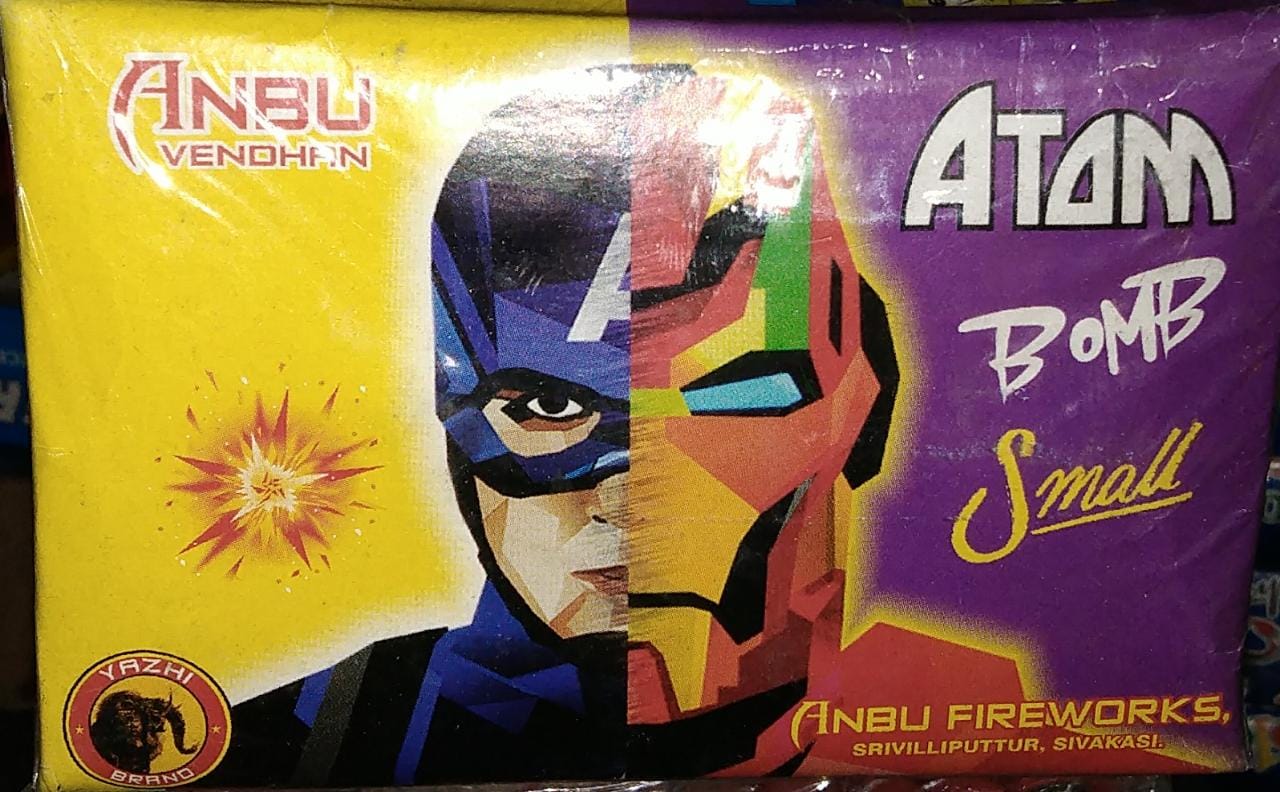 ANBU
VENDHAN
ATOM
BOMB
Small
A
YAZHI
BRAND
ANBU FIREWORKS,
SRIVILLIPUTTUR, SIVAKASI.